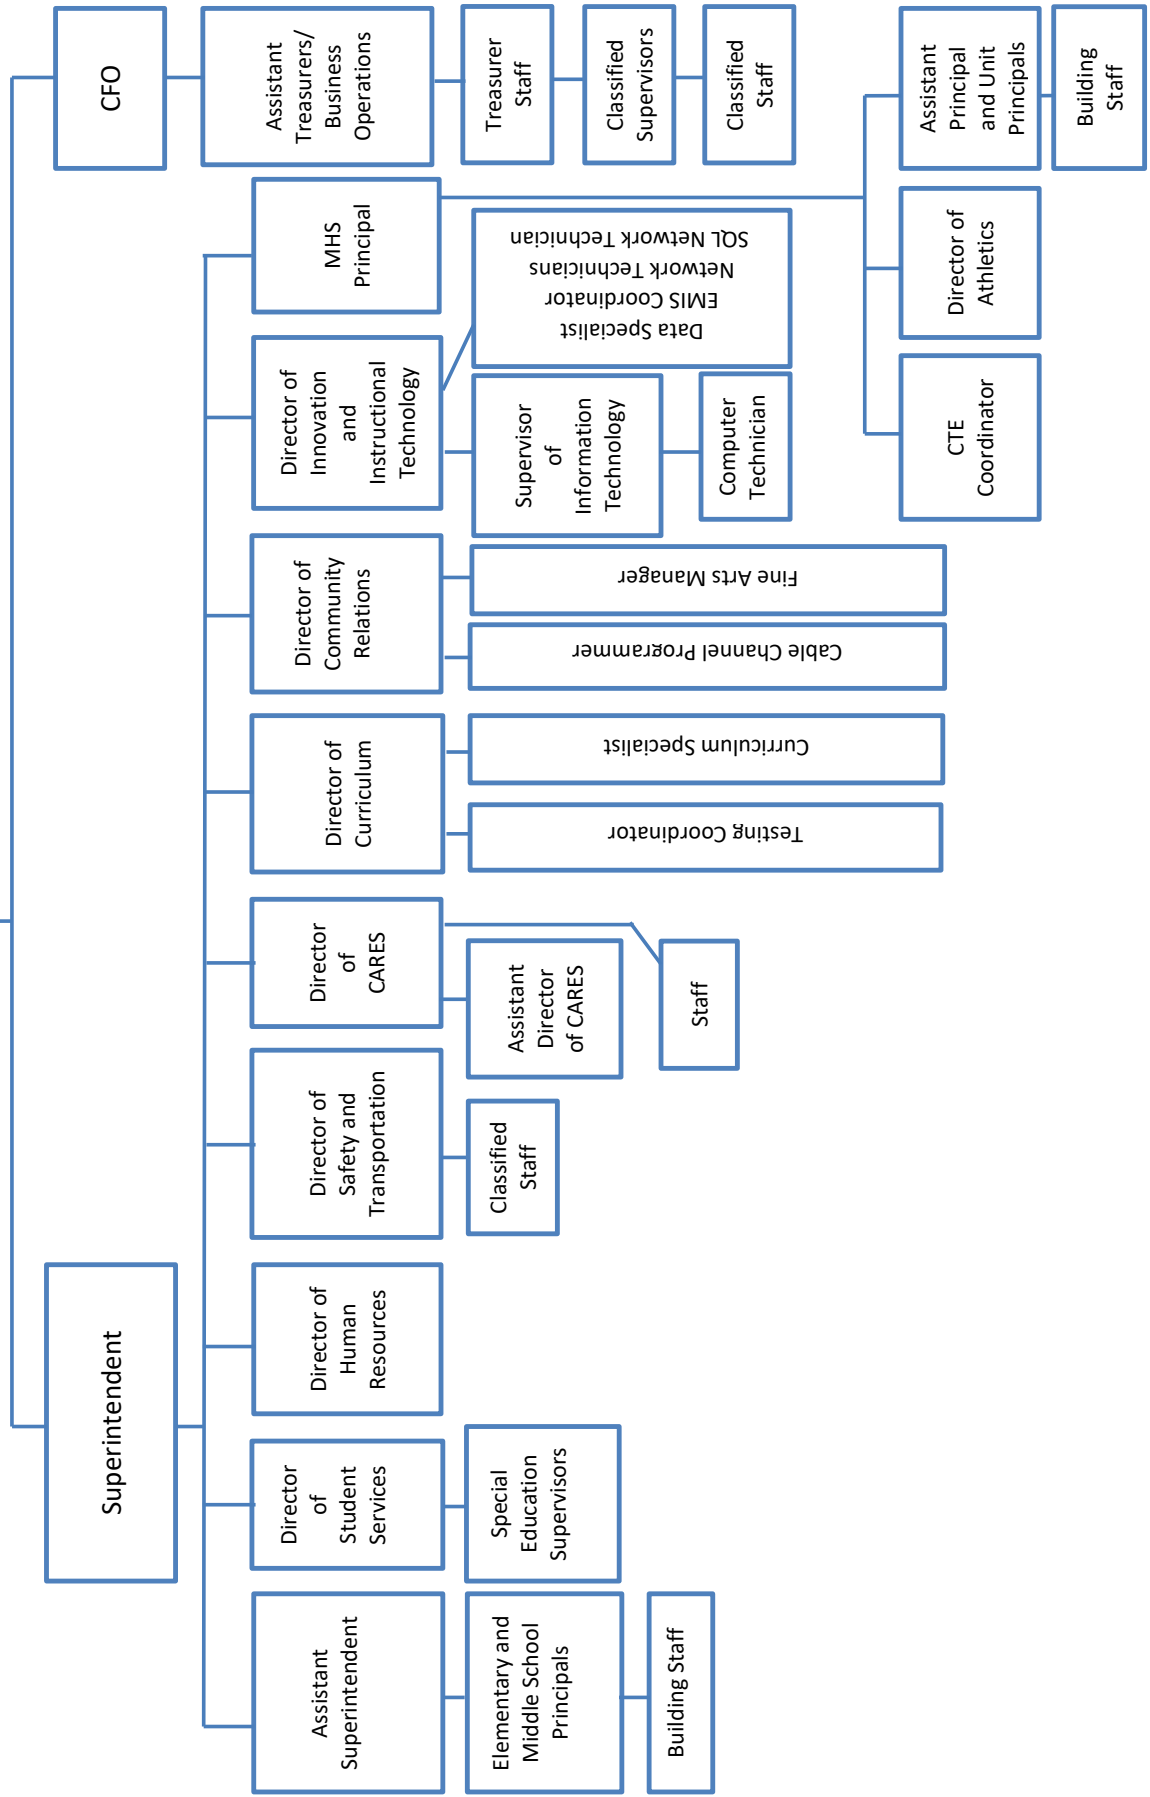 Superintendent
CFO
Assistant
Superintendent
Elementary and
Middle School
Principals
Building Staff
Director
of
Student
Services
Special
Education
Supervisors
Director of
Human
Resources
Director of
Safety and
Transportation
Classified
Staff
Director
of
CARES
Assistant
Director
of CARES
Staff
Director of
Curriculum
Testing Coordinator
Curriculum Specialist
Director of
Community
Relations
Cable Channel Programmer
Fine Arts Manager
Director of
Innovation
and
Instructional
Technology
Supervisor
of
Information
Technology
Computer
Technician
Data Specialist
EMIS Coordinator
Network Technicians
SQL Network Technician
MHS
Principal
CTE
Coordinator
Director of
Athletics
Assistant
Principal
and Unit
Principals
Building
Staff
Assistant
Treasurers/
Business
Operations
Treasurer
Staff
Classified
Supervisors
Classified
Staff